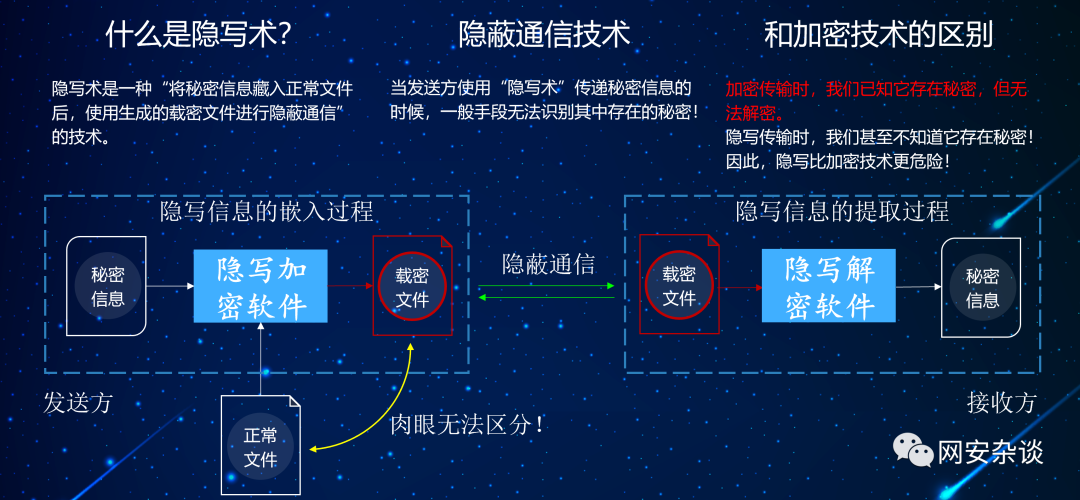 什么是隐写术？
隐蔽通信技术
和加密技术的区别
隐写术是一种“将秘密信息藏入正常文件
后，使用生成的载密文件进行隐蔽通信”
的技术。
当发送方使用“隐写术”传递秘密信息的
时候，一般手段无法识别其中存在的秘密！
加密传输时，我们已知它存在秘密，但无
法解密。
隐写传输时，我们甚至不知道它存在秘密！
因此，隐写比加密技术更危险！
隐写信息的嵌入过程
秘密
信息
隐写加
密软件
载密
文件
隐蔽通信
隐写信息的提取过程
载密
文件
隐写解
密软件
秘密
信息
发送方
正常
文件
肉眼无法区分！
接收方
网安杂谈